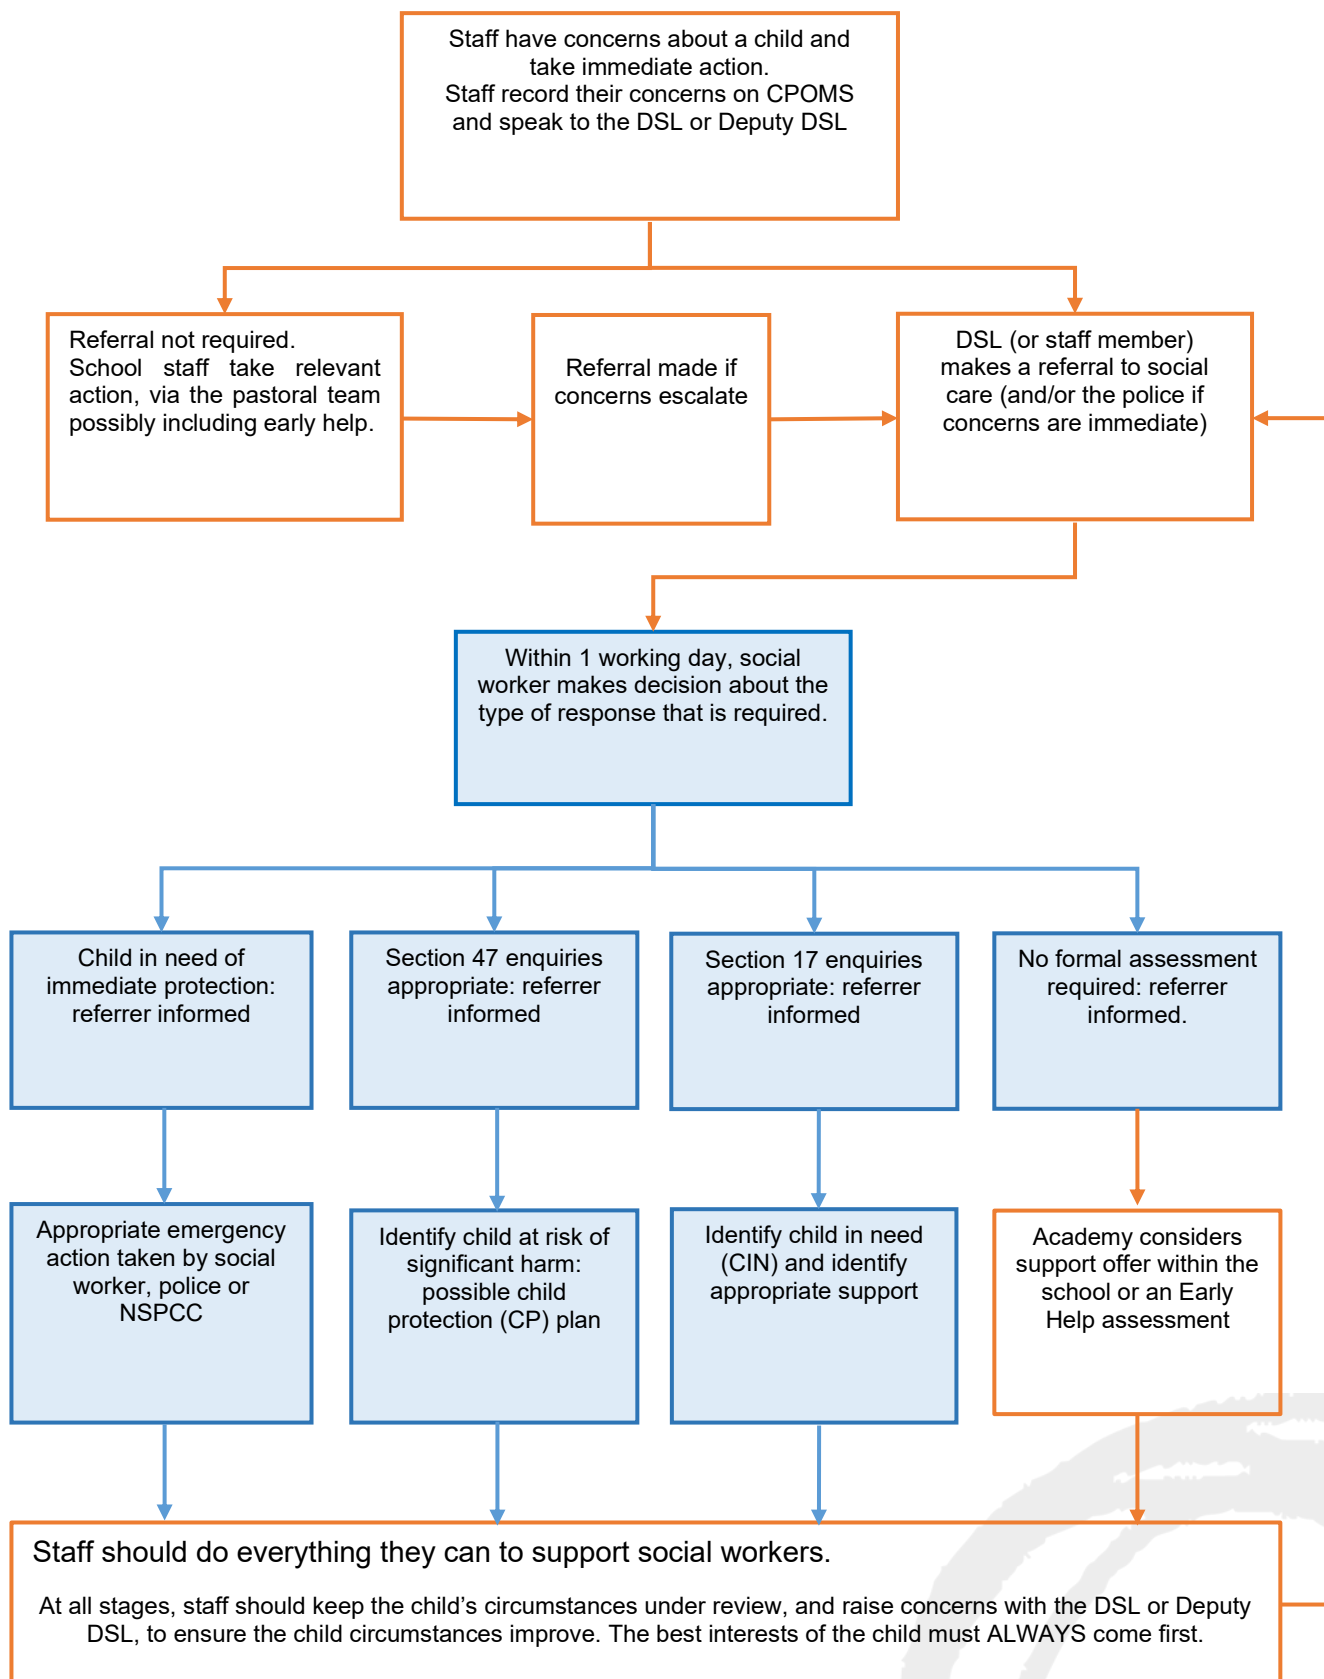 Staff have concerns about a child and
take immediate action.
Staff record their concerns on CPOMS
and speak to the DSL or Deputy DSL
Referral not required.
School staff take relevant
action, via the pastoral team
possibly including early help.
Referral made if
concerns escalate
DSL (or staff member)
makes a referral to social
care (and/or the police if
concerns are immediate)
Within 1 working day, social
worker makes decision about the
type of response that is required.
Child in need of
immediate protection:
referrer informed
Section 47 enquiries
appropriate: referrer
informed
Section 17 enquiries
appropriate: referrer
informed
No formal assessment
required: referrer
informed.
Appropriate emergency
action taken by social
worker, police or
NSPCC
Identify child at risk of
significant harm:
possible child
protection (CP) plan
Identify child in need
(CIN) and identify
appropriate support
Academy considers
support offer within the
school or an Early
Help assessment
Staff should do everything they can to support social workers.
At all stages, staff should keep the child’s circumstances under review, and raise concerns with the DSL or Deputy
DSL, to ensure the child circumstances improve. The best interests of the child must ALWAYS come first.